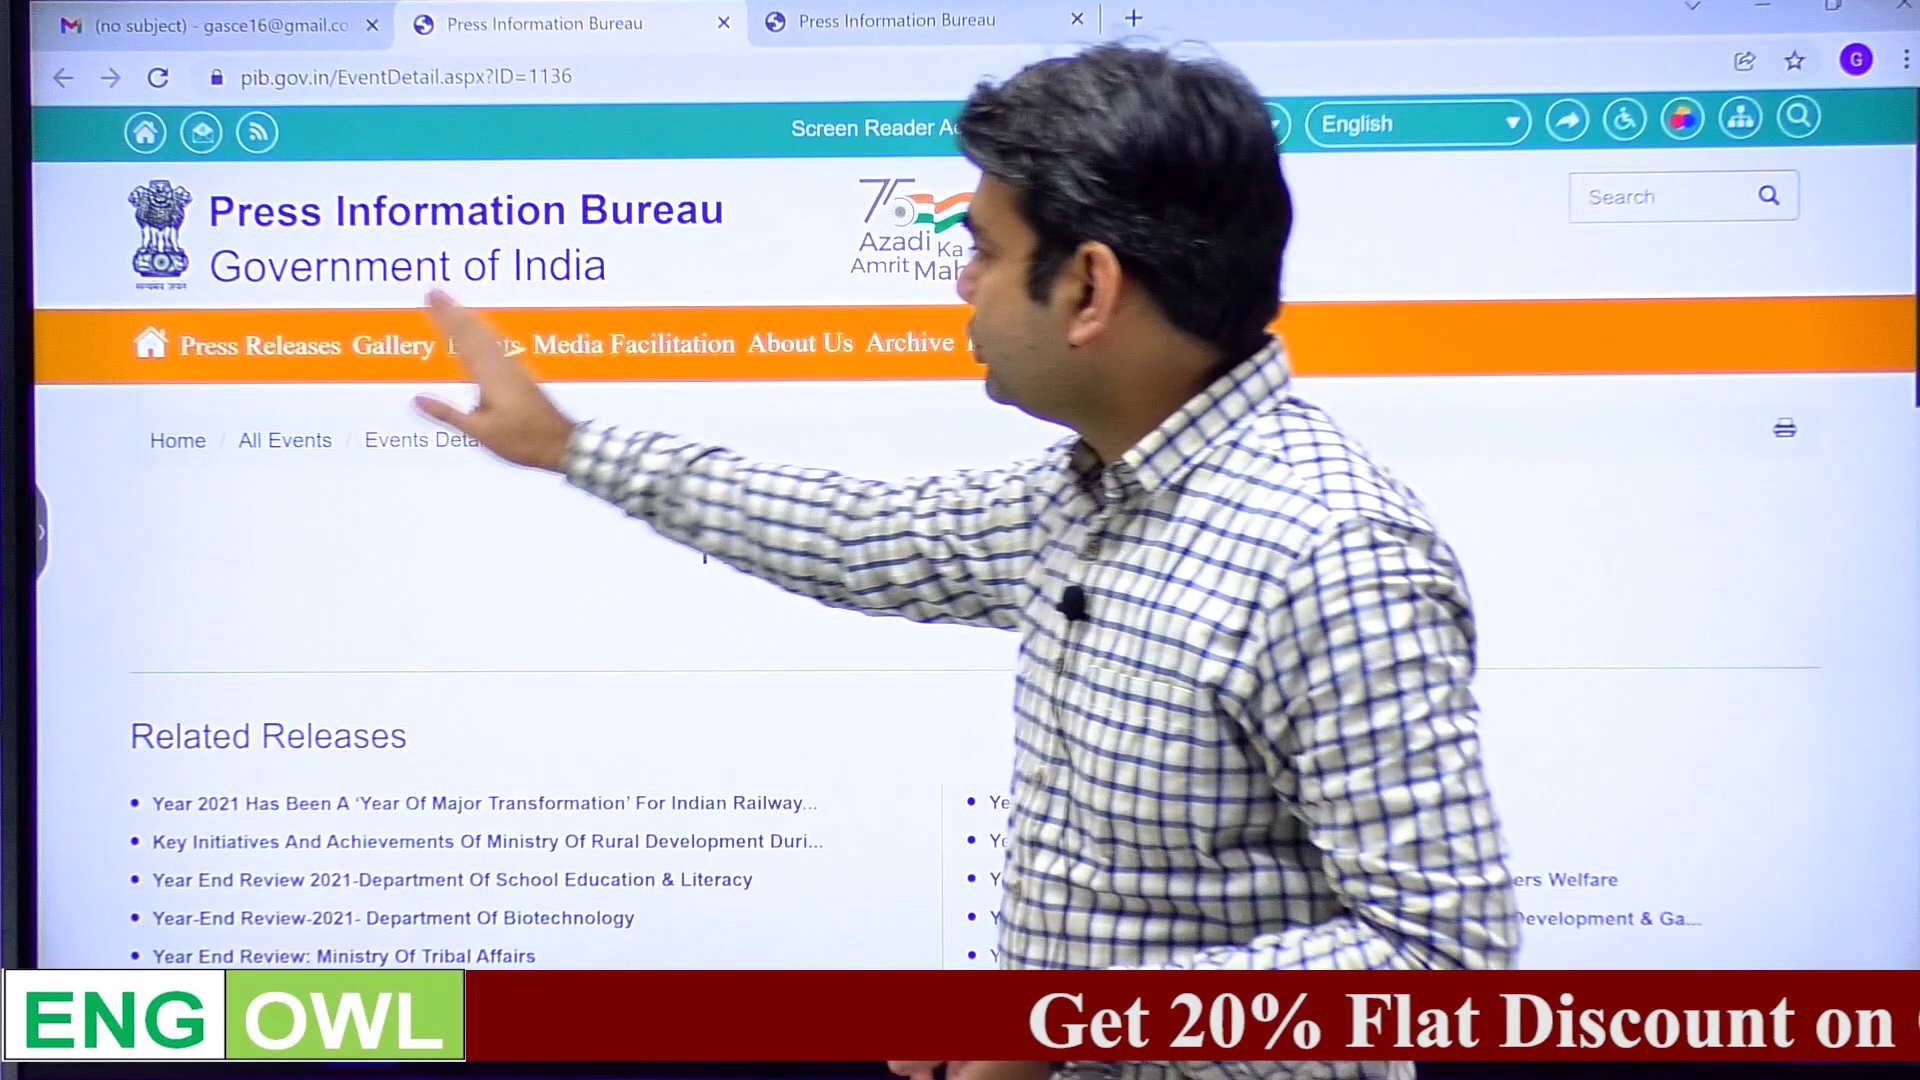 (no subject) - gasce16@gmail.co
Press Information Bureau
Press Information Bureau
pib.gov.in/EventDetail.aspx?ID=1136
G
Screen Reader
English
Press Information Bureau
Government of India
सत्यमेव जयते
75
Azadi Ka
Amrit
Search
Press Releases Gallery Media Facilitation About Us Archive
Home / All Events / Events
Related Releases
Year 2021 Has Been A ‘Year Of Major Transformation’ For Indian Railway...
Key Initiatives And Achievements Of Ministry Of Rural Development Duri...
Year End Review 2021-Department Of School Education & Literacy
ers Welfare
Year-End Review-2021- Department Of Biotechnology
Development & Ga...
Year End Review: Ministry Of Tribal Affairs
ENG OWL
Get 20% Flat Discount on